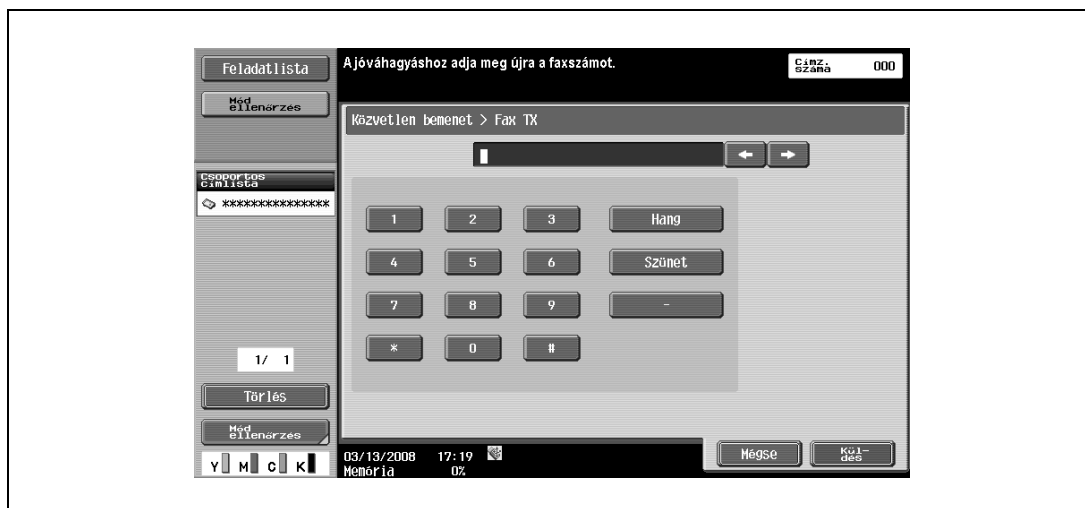 Feladatlista
Mód
ellenőrzés
Csoportos
címlista
***************
1/ 1
Törlés
Mód
ellenőrzés
Y M C K
A jóváhagyáshoz adja meg újra a faxszámot.
Címz.
száma 000
Közvetlen bemenet > Fax TX
← →
1 2 3 Hang
4 5 6 Szünet
7 8 9 -
* 0 #
03/13/2008 17:19
Memória 0%
Mégse
Kül-
dés